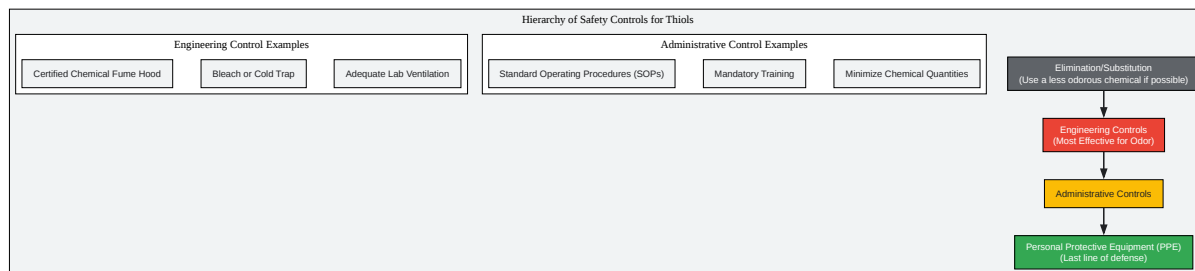 Hierarchy of Safety Controls for Thiols
Engineering Control Examples
Certified Chemical Fume Hood
Bleach or Cold Trap
Adequate Lab Ventilation
Administrative Control Examples
Standard Operating Procedures (SOPs)
Mandatory Training
Minimize Chemical Quantities
Elimination/Substitution
(Use a less odorous chemical if possible)
Engineering Controls
(Most Effective for Odor)
Administrative Controls
Personal Protective Equipment (PPE)
(Last line of defense)